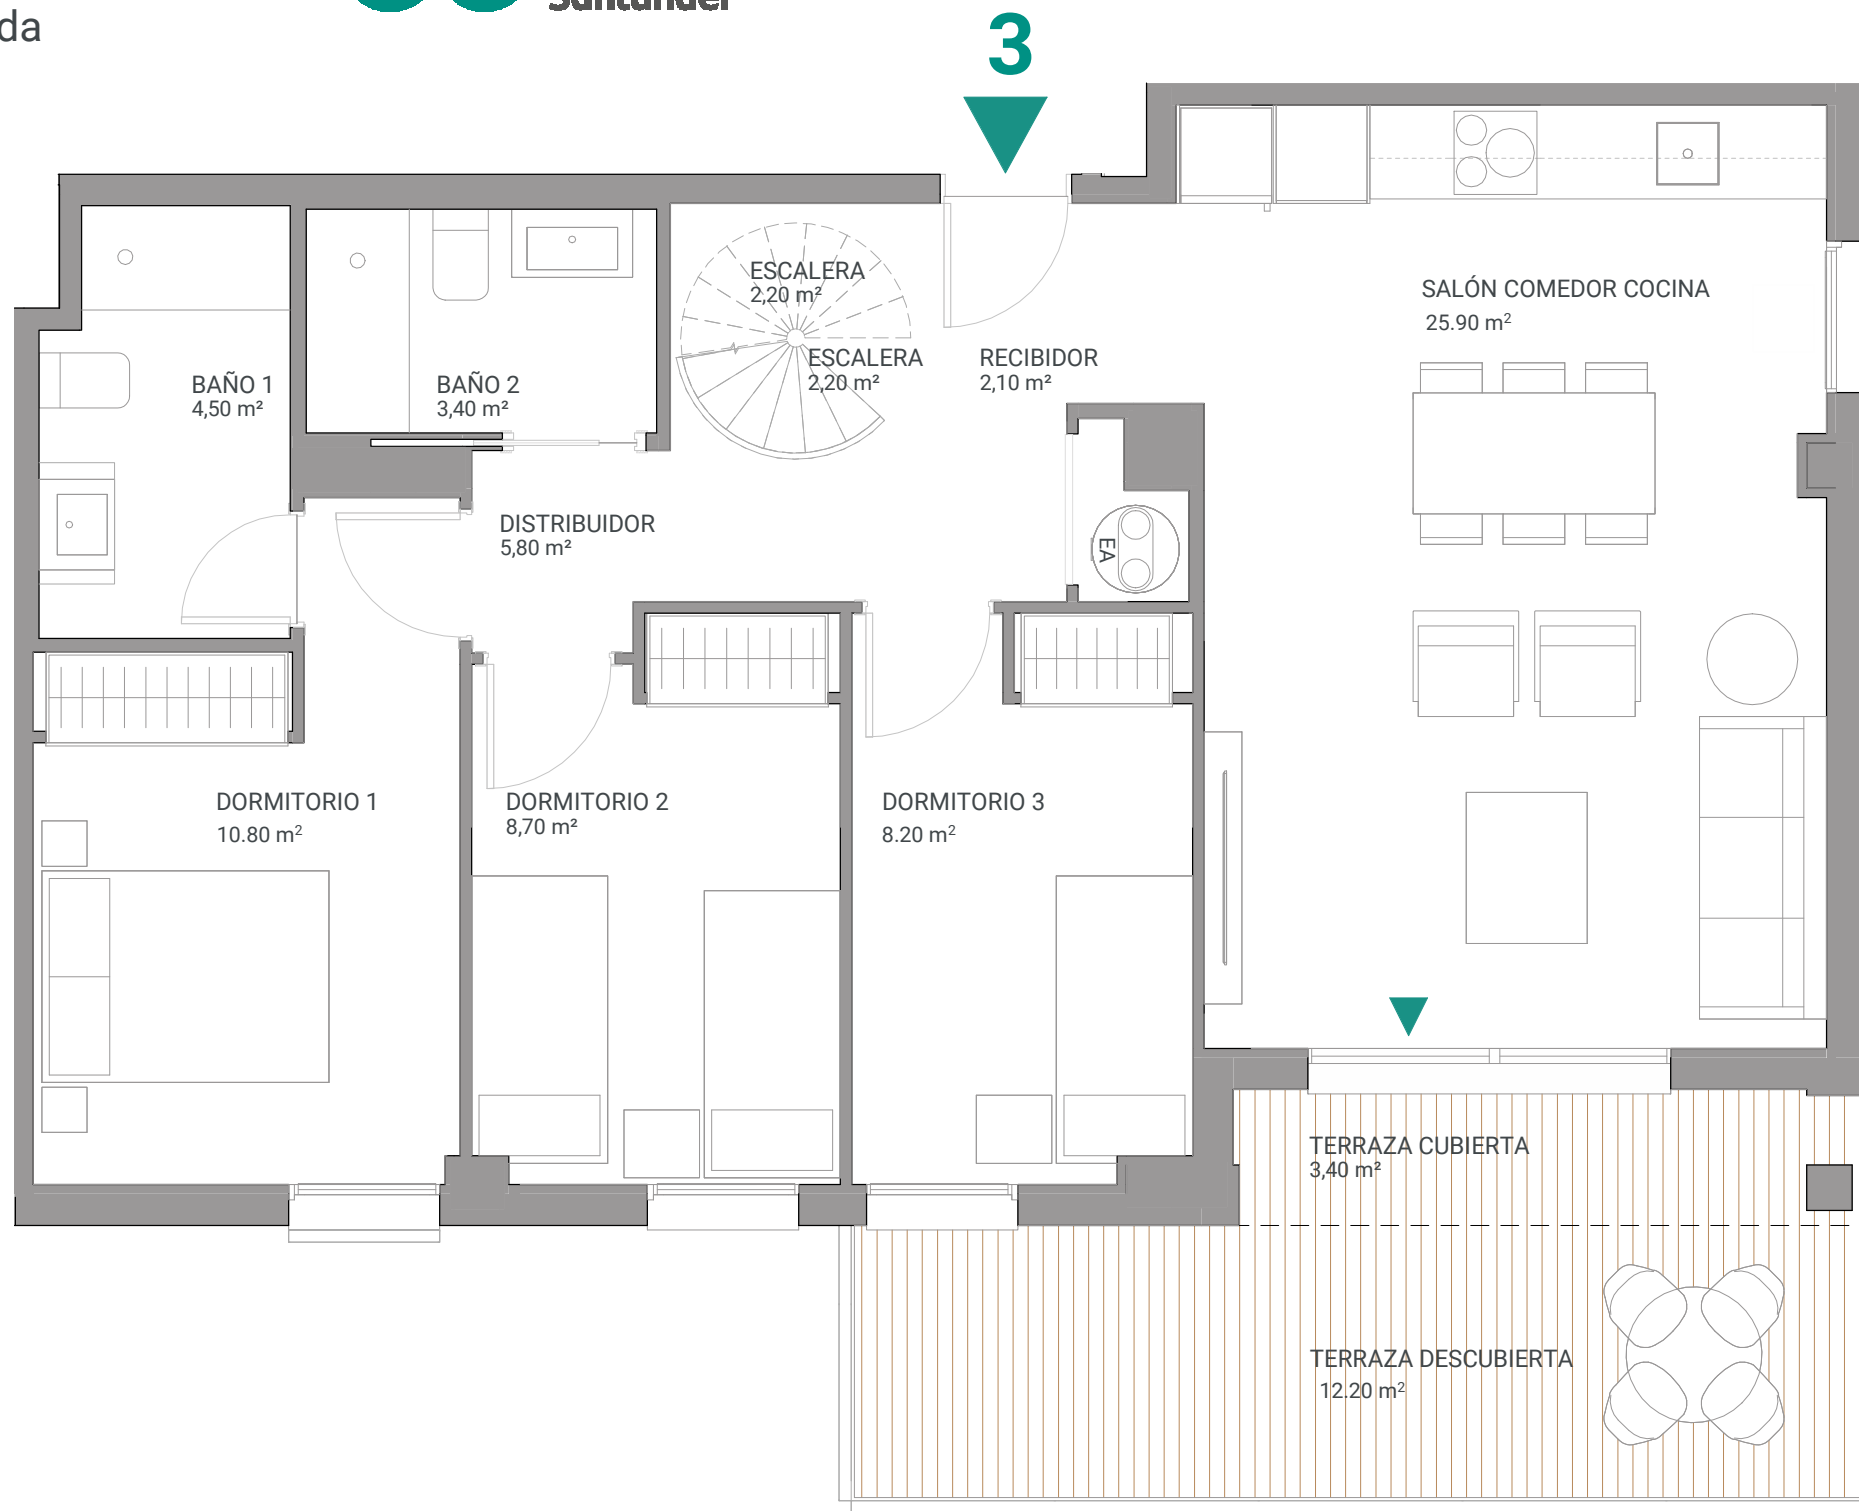 da
Santander
3
ESCALERA
2,20 m²
ESCALERA
2,20 m²
RECIBIDOR
2,10 m²
SALÓN COMEDOR COCINA
25.90 m²
BAÑO 1
4,50 m²
BAÑO 2
3,40 m²
DISTRIBUIDOR
5,80 m²
EA
DORMITORIO 1
10.80 m²
DORMITORIO 2
8,70 m²
DORMITORIO 3
8.20 m²
TERRAZA CUBIERTA
3,40 m²
TERRAZA DESCUBIERTA
12.20 m²